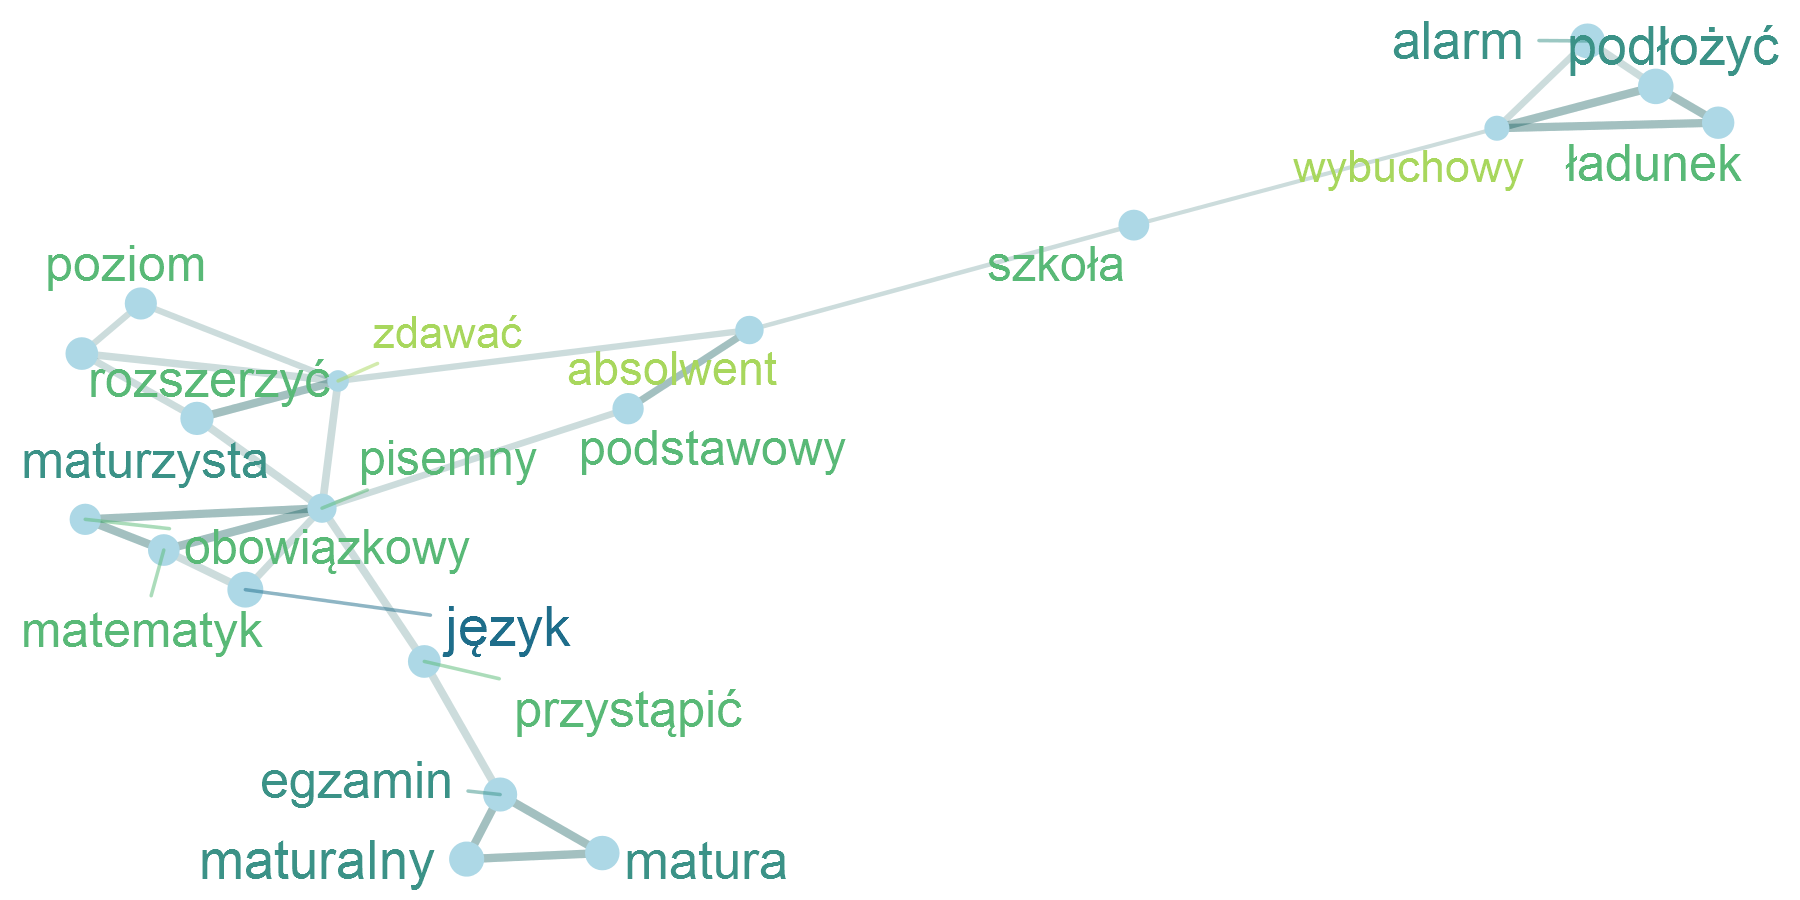 alarm
podłożyć
wybuchowy
ładunek
szkoła
poziom
zdawać
absolwent
rozszerzyć
podstawowy
maturzysta
pisemny
obowiązkowy
matematyk
język
przystąpić
egzamin
maturalny
matura